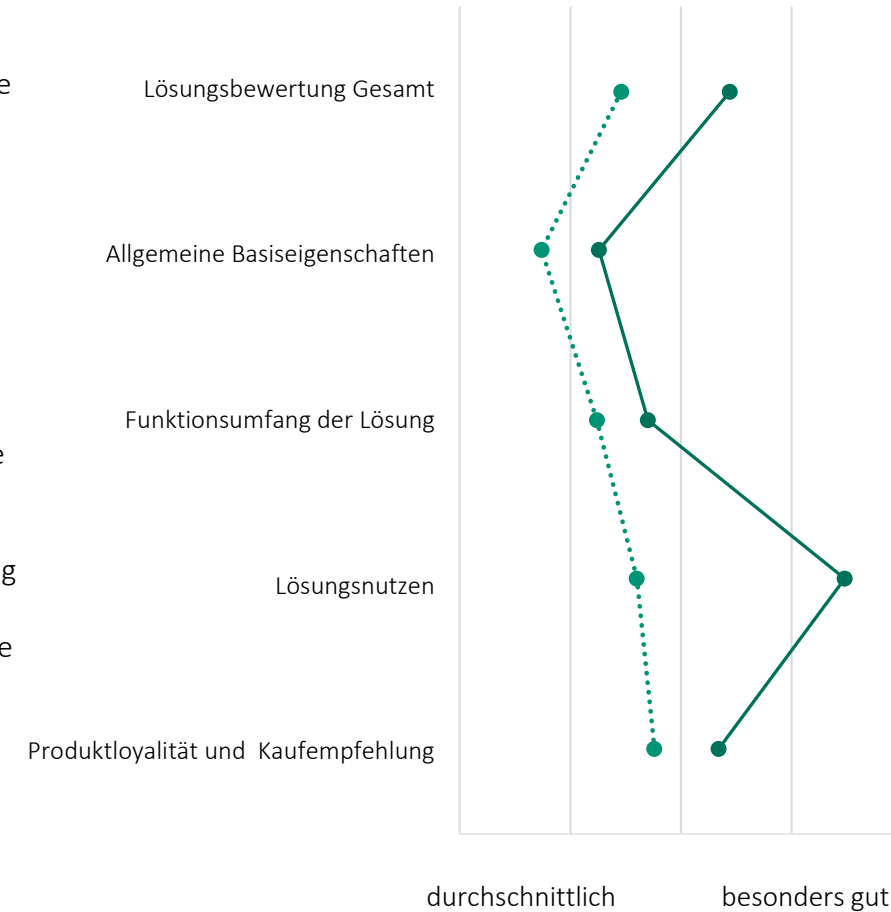 e
Lösungsbewertung Gesamt
Allgemeine Basiseigenschaften
Funktionsumfang der Lösung
e
g
Lösungsnutzen
e
Produktloyalität und  Kaufempfehlung
durchschnittlich
besonders gut